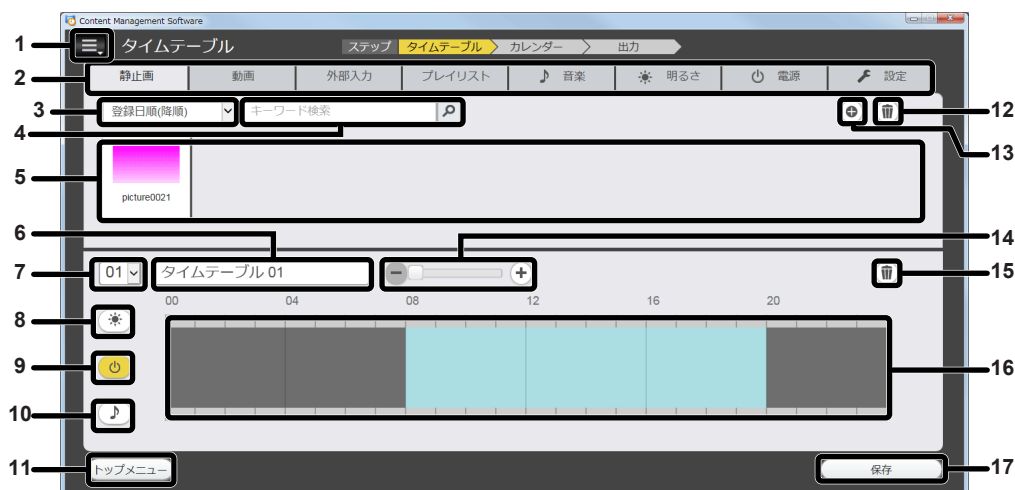 Content Management Software
1 タイムテーブル ステップ タイムテーブル カレンダー 出力
2 静止画 動画 外部入力 プレイリスト 音楽 明るさ 電源 設定
3 登録日順(降順) キーワード検索 12
4 13
5 picture0021
6 14
7 01 タイムテーブル 01 15
00 04 08 12 16 20
8
9 16
10
11 トップメニュー 保存 17